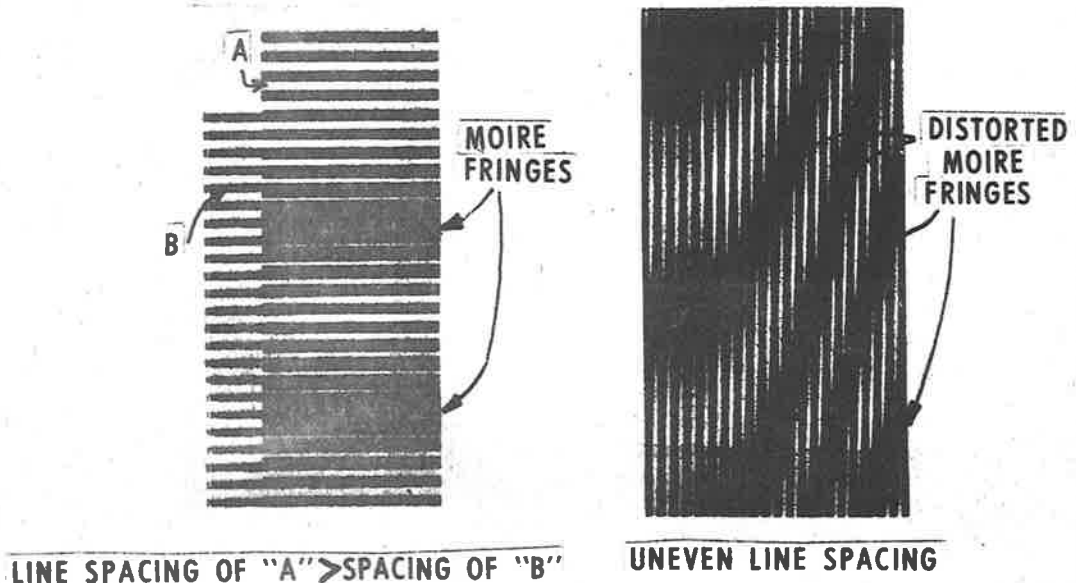 A
B
MOIRE
FRINGES
LINE SPACING OF "A">SPACING OF "B"
DISTORTED
MOIRE
FRINGES
UNEVEN LINE SPACING